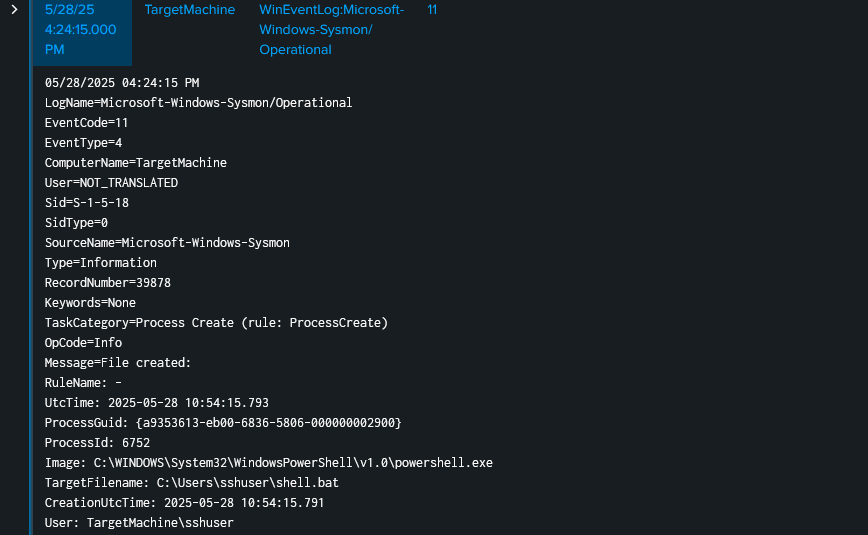 5/28/25 TargetMachine WinEventLog:Microsoft- 11
4:24:15.000 Windows-Sysmon/
PM Operational
05/28/2025 04:24:15 PM
LogName=Microsoft-Windows-Sysmon/Operational
EventCode=11
EventType=4
ComputerName=TargetMachine
User=NOT_TRANSLATED
Sid=S-1-5-18
SidType=0
SourceName=Microsoft-Windows-Sysmon
Type=Information
RecordNumber=39878
Keywords=None
TaskCategory=Process Create (rule: ProcessCreate)
OpCode=Info
Message=File created:
RuleName: -
UtcTime: 2025-05-28 10:54:15.793
ProcessGuid: {a9353613-eb00-6836-5806-000000002900}
ProcessId: 6752
Image: C:\WINDOWS\System32\WindowsPowerShell\v1.0\powershell.exe
TargetFilename: C:\Users\sshuser\shell.bat
CreationUtcTime: 2025-05-28 10:54:15.791
User: TargetMachine\sshuser